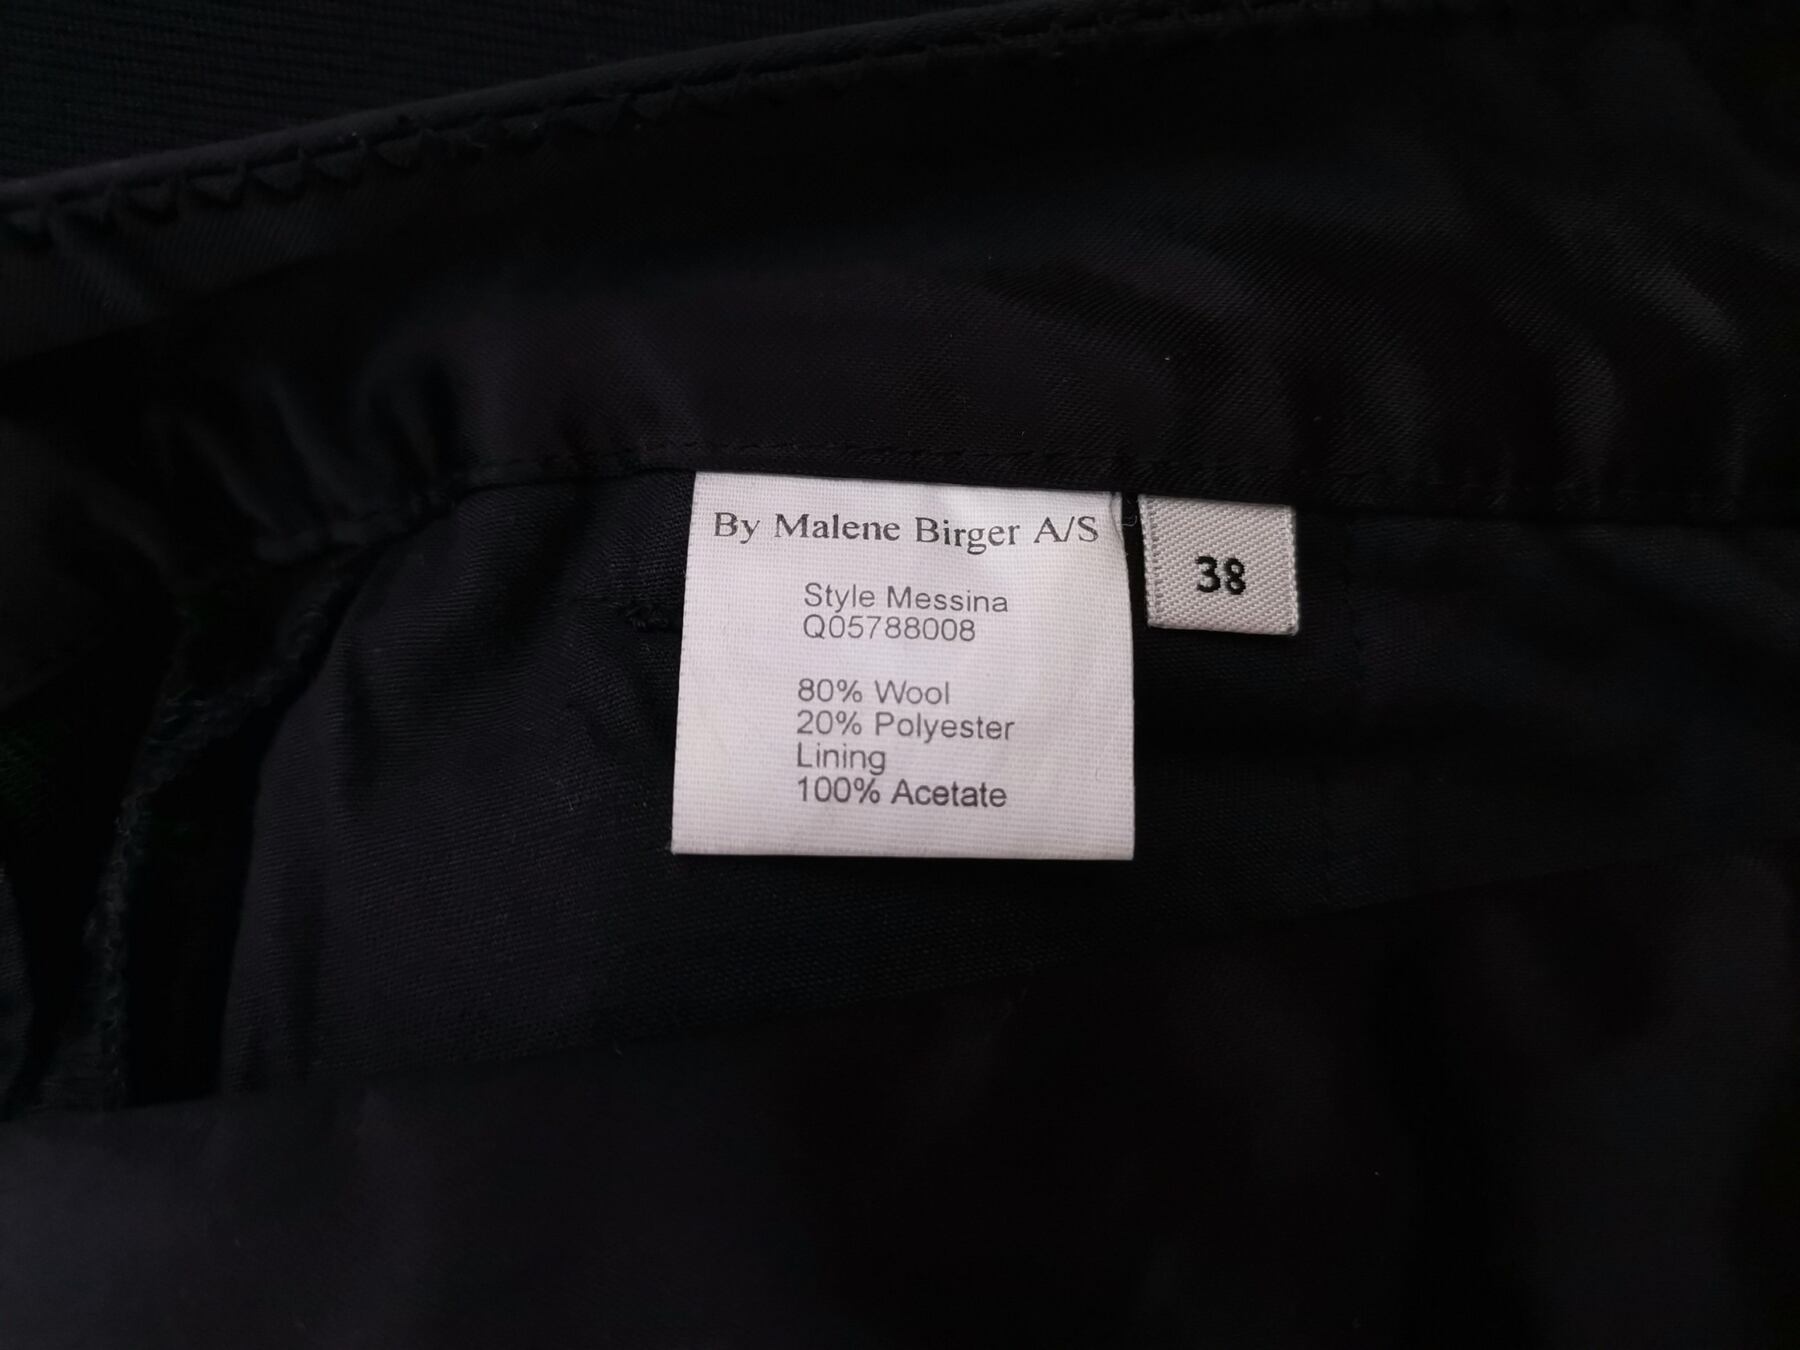 By Malene Birger A/S
38
Style Messina
Q05788008
80% Wool
20% Polyester
Lining
100% Acetate